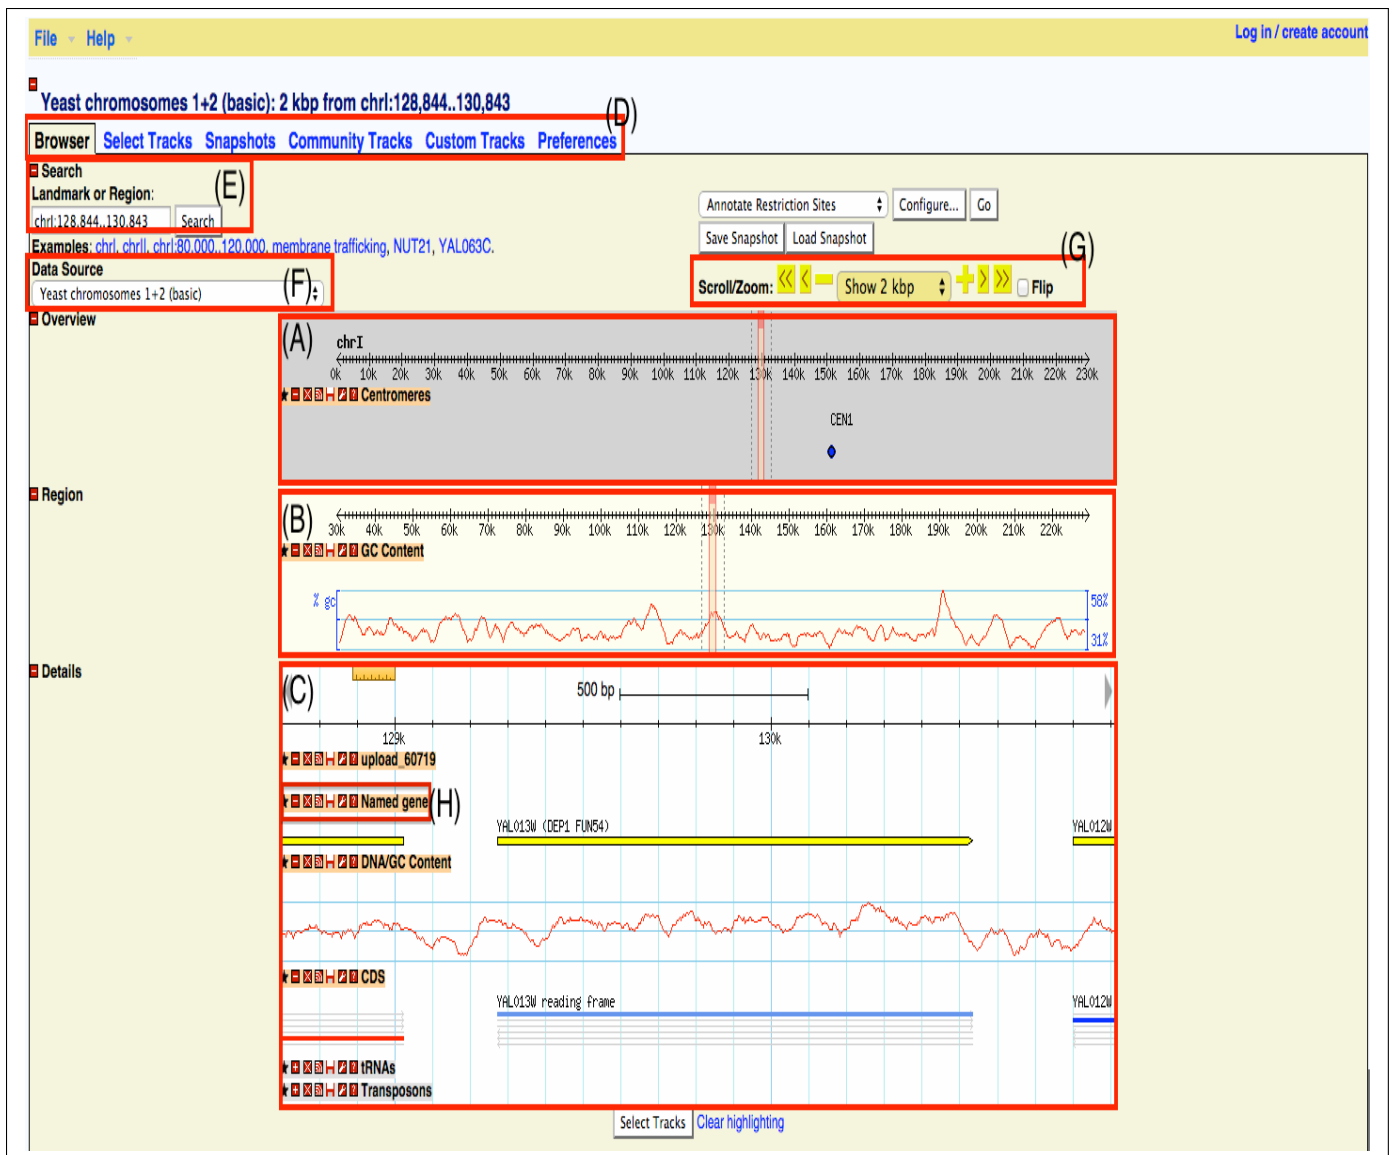 File Help Log in / create account
Yeast chromosomes 1+2 (basic): 2 kbp from chrI:128,844..130,843
(D)
Browser Select Tracks Snapshots Community Tracks Custom Tracks Preferences
Search
(E)
Landmark or Region:
chrI:128,844..130,843 Search
Annotate Restriction Sites Configure... Go
Save Snapshot Load Snapshot
Examples: chrI, chrII, chrI:80,000..120,000, membrane trafficking, NUT21, YAL063C.
(G)
Data Source
(F)
Yeast chromosomes 1+2 (basic)
Scroll/Zoom: << < − Show 2 kbp + > >> Flip
Overview
(A)
chrI
0k 10k 20k 30k 40k 50k 60k 70k 80k 90k 100k 110k 120k 130k 140k 150k 160k 170k 180k 190k 200k 210k 220k 230k
Centromeres
CEN1
Region
(B)
30k 40k 50k 60k 70k 80k 90k 100k 110k 120k 130k 140k 150k 160k 170k 180k 190k 200k 210k 220k
GC Content
% gc 58%
31%
Details
(C)
500 bp
129k 130k
upload_60719
Named gene (H)
YAL013W (DEP1 FUN54) YAL012W
DNA/GC Content
CDS
YAL013W reading frame YAL012W
tRNAs
Transposons
Select Tracks Clear highlighting